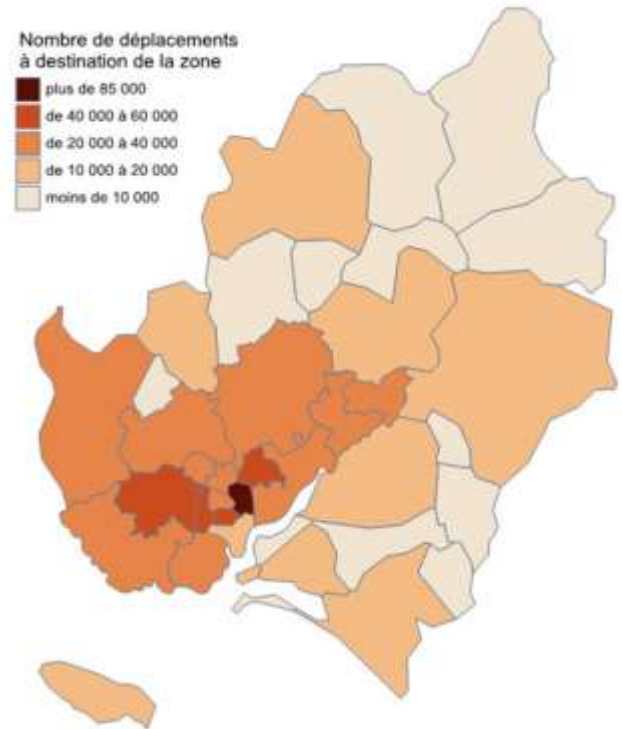 Nombre de déplacements
à destination de la zone
plus de 85 000
de 40 000 à 60 000
de 20 000 à 40 000
de 10 000 à 20 000
moins de 10 000